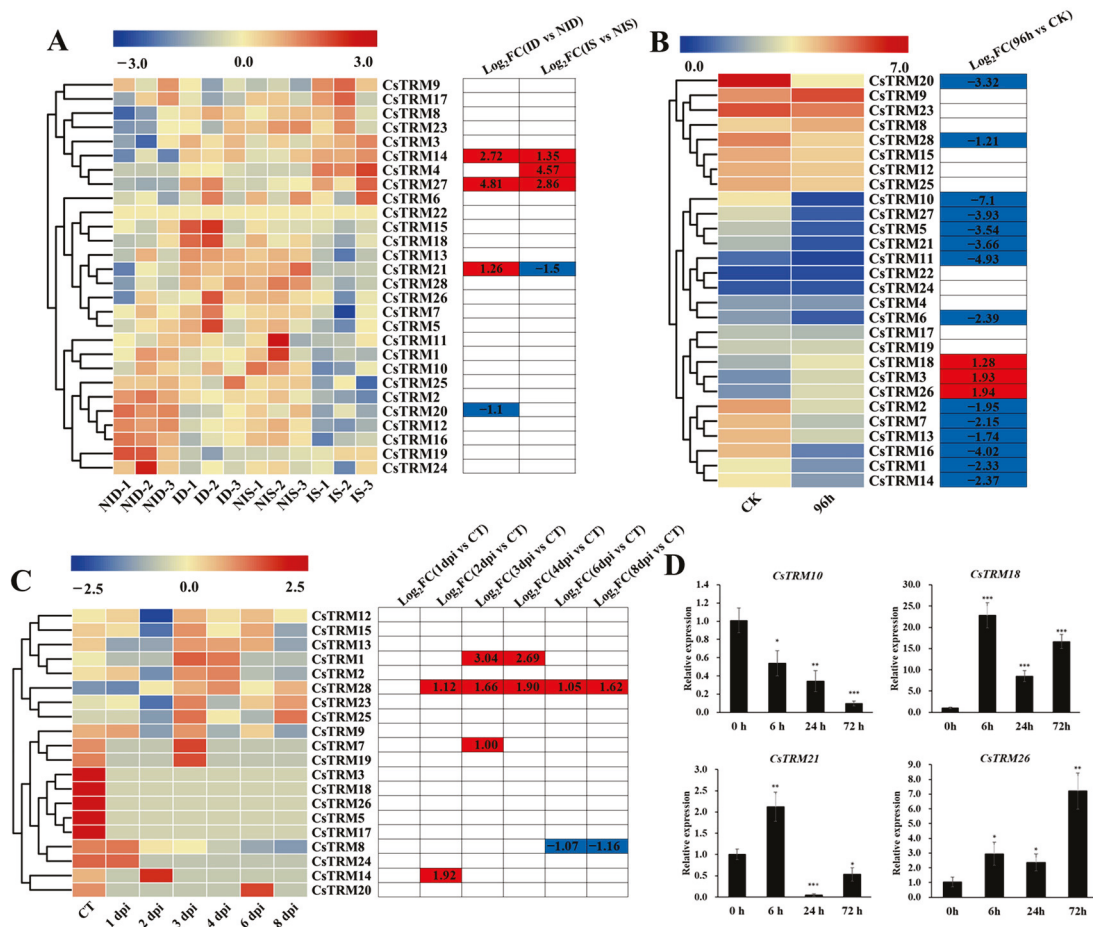 A
−3.0 0.0 3.0
Log₂FC(ID vs NID)
Log₂FC(IS vs NIS)
CsTRM9
CsTRM17
CsTRM8
CsTRM23
CsTRM3
CsTRM14 2.72 1.35
CsTRM4 4.57
CsTRM27 4.81 2.86
CsTRM6
CsTRM22
CsTRM15
CsTRM18
CsTRM13
CsTRM21 1.26 −1.5
CsTRM28
CsTRM26
CsTRM7
CsTRM5
CsTRM11
CsTRM1
CsTRM10
CsTRM25
CsTRM2
CsTRM20 −1.1
CsTRM12
CsTRM16
CsTRM19
CsTRM24
NID-1 NID-2 NID-3 ID-1 ID-2 ID-3 NIS-1 NIS-2 NIS-3 IS-1 IS-2 IS-3
B
0.0 7.0
Log₂FC(96h vs CK)
CsTRM20 −3.32
CsTRM9
CsTRM23
CsTRM8
CsTRM28 −1.21
CsTRM15
CsTRM12
CsTRM25
CsTRM10 −7.1
CsTRM27 −3.93
CsTRM5 −3.54
CsTRM21 −3.66
CsTRM11 −4.93
CsTRM22
CsTRM24
CsTRM4
CsTRM6 −2.39
CsTRM17
CsTRM19
CsTRM18 1.28
CsTRM3 1.93
CsTRM26 1.94
CsTRM2 −1.95
CsTRM7 −2.15
CsTRM13 −1.74
CsTRM16 −4.02
CsTRM1 −2.33
CsTRM14 −2.37
CK 96h
C
−2.5 0.0 2.5
Log₂FC(1dpi vs CT)
Log₂FC(2dpi vs CT)
Log₂FC(3dpi vs CT)
Log₂FC(4dpi vs CT)
Log₂FC(6dpi vs CT)
Log₂FC(8dpi vs CT)
CsTRM12
CsTRM15
CsTRM13
CsTRM1 3.04 2.69
CsTRM2
CsTRM28 1.12 1.66 1.90 1.05 1.62
CsTRM23
CsTRM25
CsTRM9
CsTRM7 1.00
CsTRM19
CsTRM3
CsTRM18
CsTRM26
CsTRM5
CsTRM17
CsTRM8 −1.07 −1.16
CsTRM24
CsTRM14 1.92
CsTRM20
CT 1 dpi 2 dpi 3 dpi 4 dpi 6 dpi 8 dpi
D
CsTRM10
Relative expression
1.4
1.2
1.0
0.8
0.6
0.4
0.2
0.0
* ** ***
0 h 6 h 24 h 72 h
CsTRM18
Relative expression
30.0
25.0
20.0
15.0
10.0
5.0
0.0
*** *** ***
0 h 6h 24h 72h
CsTRM21
Relative expression
3.0
2.5
2.0
1.5
1.0
0.5
0.0
** *** *
0 h 6 h 24 h 72 h
CsTRM26
Relative expression
9.0
8.0
7.0
6.0
5.0
4.0
3.0
2.0
1.0
0.0
* * **
0 h 6h 24 h 72 h